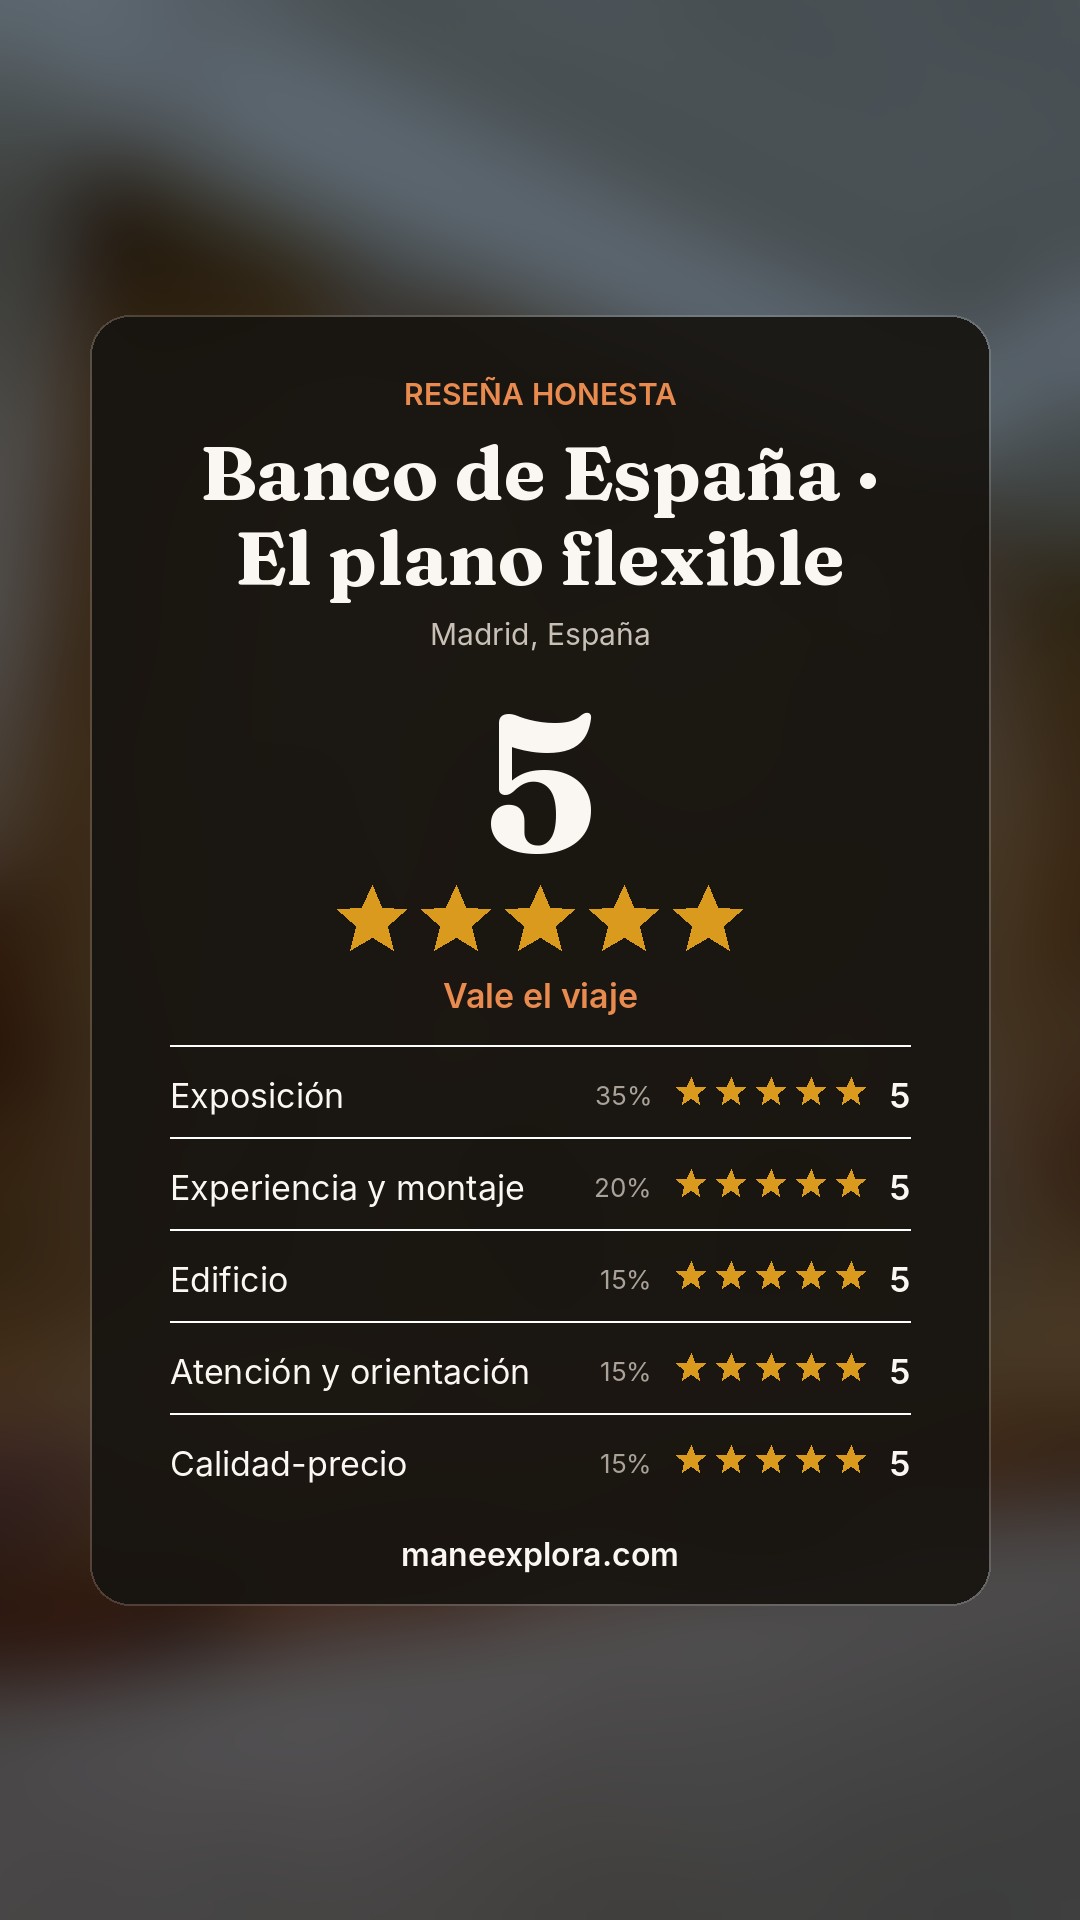 RESEÑA HONESTA
Banco de España •
El plano flexible
Madrid, España
5
Vale el viaje
Exposición 35% 5
Experiencia y montaje 20% 5
Edificio 15% 5
Atención y orientación 15% 5
Calidad-precio 15% 5
maneexplora.com